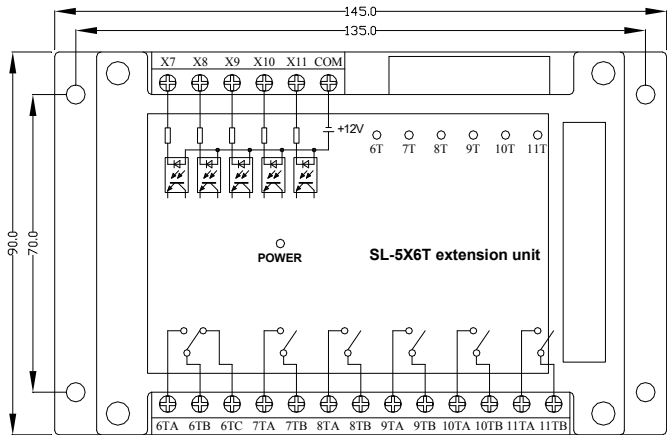 145.0
135.0
X7 X8 X9 X10 X11 COM
+12V
6T 7T 8T 9T 10T 11T
90.0
70.0
POWER
SL-5X6T extension unit
6TA 6TB 6TC 7TA 7TB 8TA 8TB 9TA 9TB 10TA 10TB 11TA 11TB